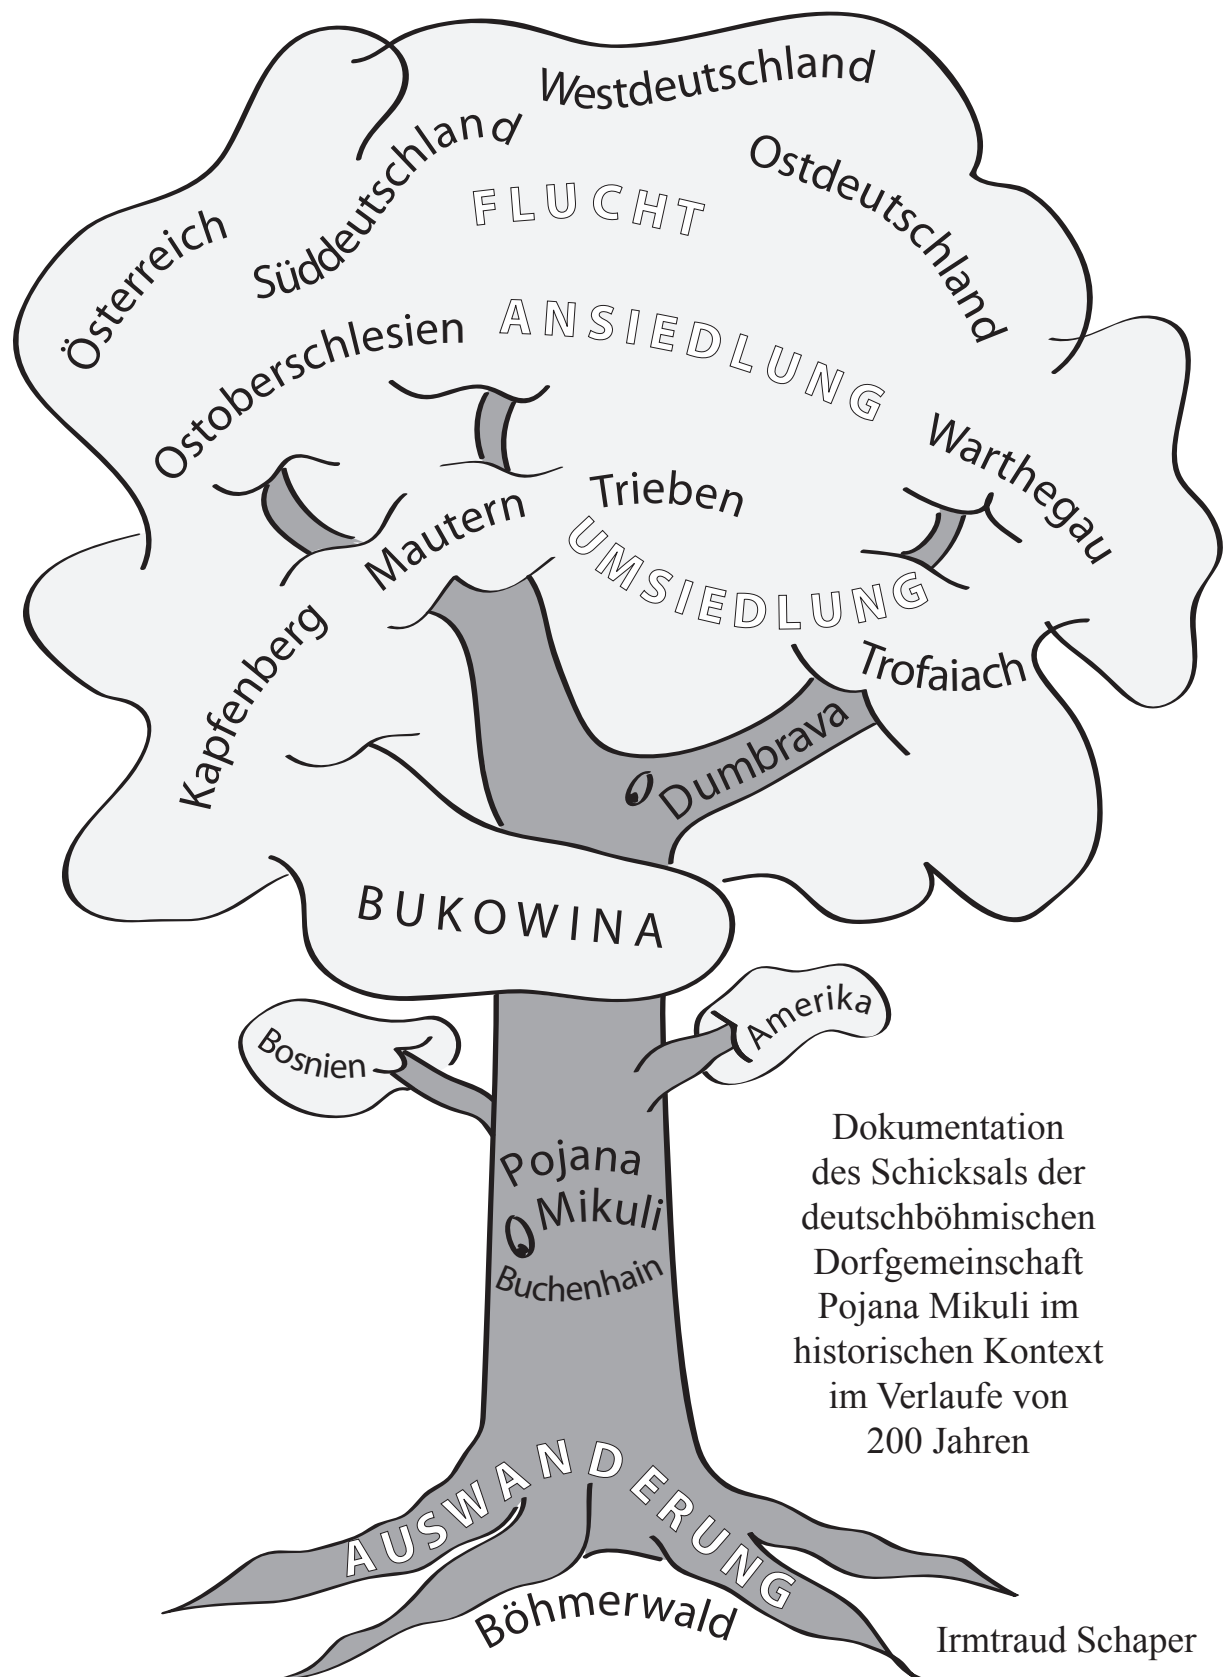 Westdeutschland
Süddeutschland
Ostdeutschland
FLUCHT
Österreich
ANSIEDLUNG
Ostoberschlesien
Warthegau
Trieben
Mautern
UMSIEDLUNG
Kapfenberg
Trofaiach
Dumbrava
BUKOWINA
Amerika
Bosnien
Pojana
Mikuli
Buchenhain
Dokumentation
des Schicksals der
deutschböhmischen
Dorfgemeinschaft
Pojana Mikuli im
historischen Kontext
im Verlaufe von
200 Jahren
AUSWANDERUNG
Böhmerwald
Irmtraud Schaper